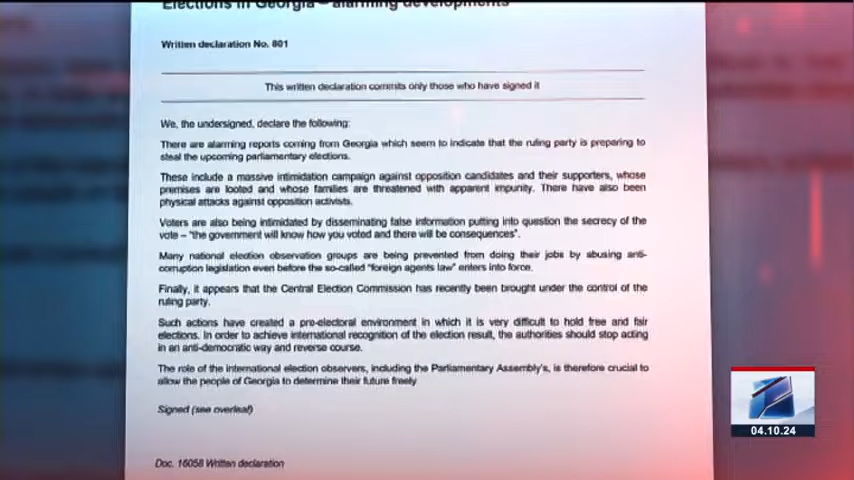 Elections in Georgia – alarming developments
Written declaration No. 801
This written declaration commits only those who have signed it
We, the undersigned, declare the following:
There are alarming reports coming from Georgia which seem to indicate that the ruling party is preparing to
steal the upcoming parliamentary elections.
These include a massive intimidation campaign against opposition candidates and their supporters, whose
premises are looted and whose families are threatened with apparent impunity. There have also been
physical attacks against opposition activists.
Voters are also being intimidated by disseminating false information putting into question the secrecy of the
vote – "the government will know how you voted and there will be consequences".
Many national election observation groups are being prevented from doing their jobs by abusing anti-
corruption legislation even before the so-called "foreign agents law" enters into force.
Finally, it appears that the Central Election Commission has recently been brought under the control of the
ruling party.
Such actions have created a pre-electoral environment in which it is very difficult to hold free and fair
elections. In order to achieve international recognition of the election result, the authorities should stop acting
in an anti-democratic way and reverse course.
The role of the international election observers, including the Parliamentary Assembly's, is therefore crucial to
allow the people of Georgia to determine their future freely
Signed (see overleaf)
Doc. 16058 Written declaration
04.10.24